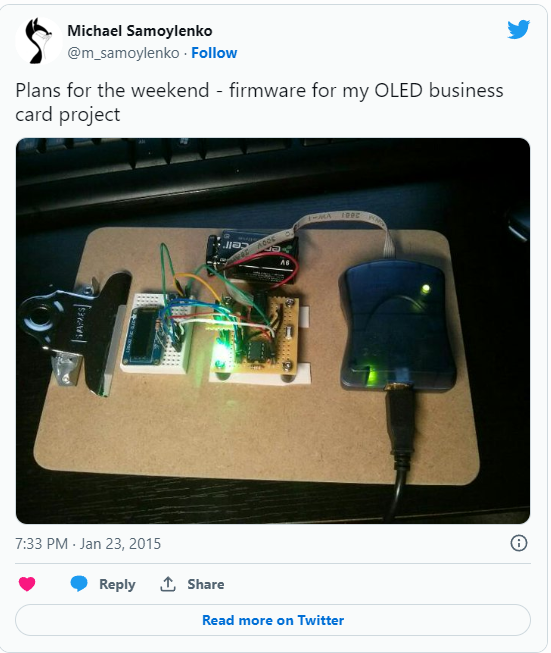 Michael Samoylenko
@m_samoylenko · Follow
Plans for the weekend - firmware for my OLED business
card project
9V
7:33 PM · Jan 23, 2015
Reply
Share
Read more on Twitter